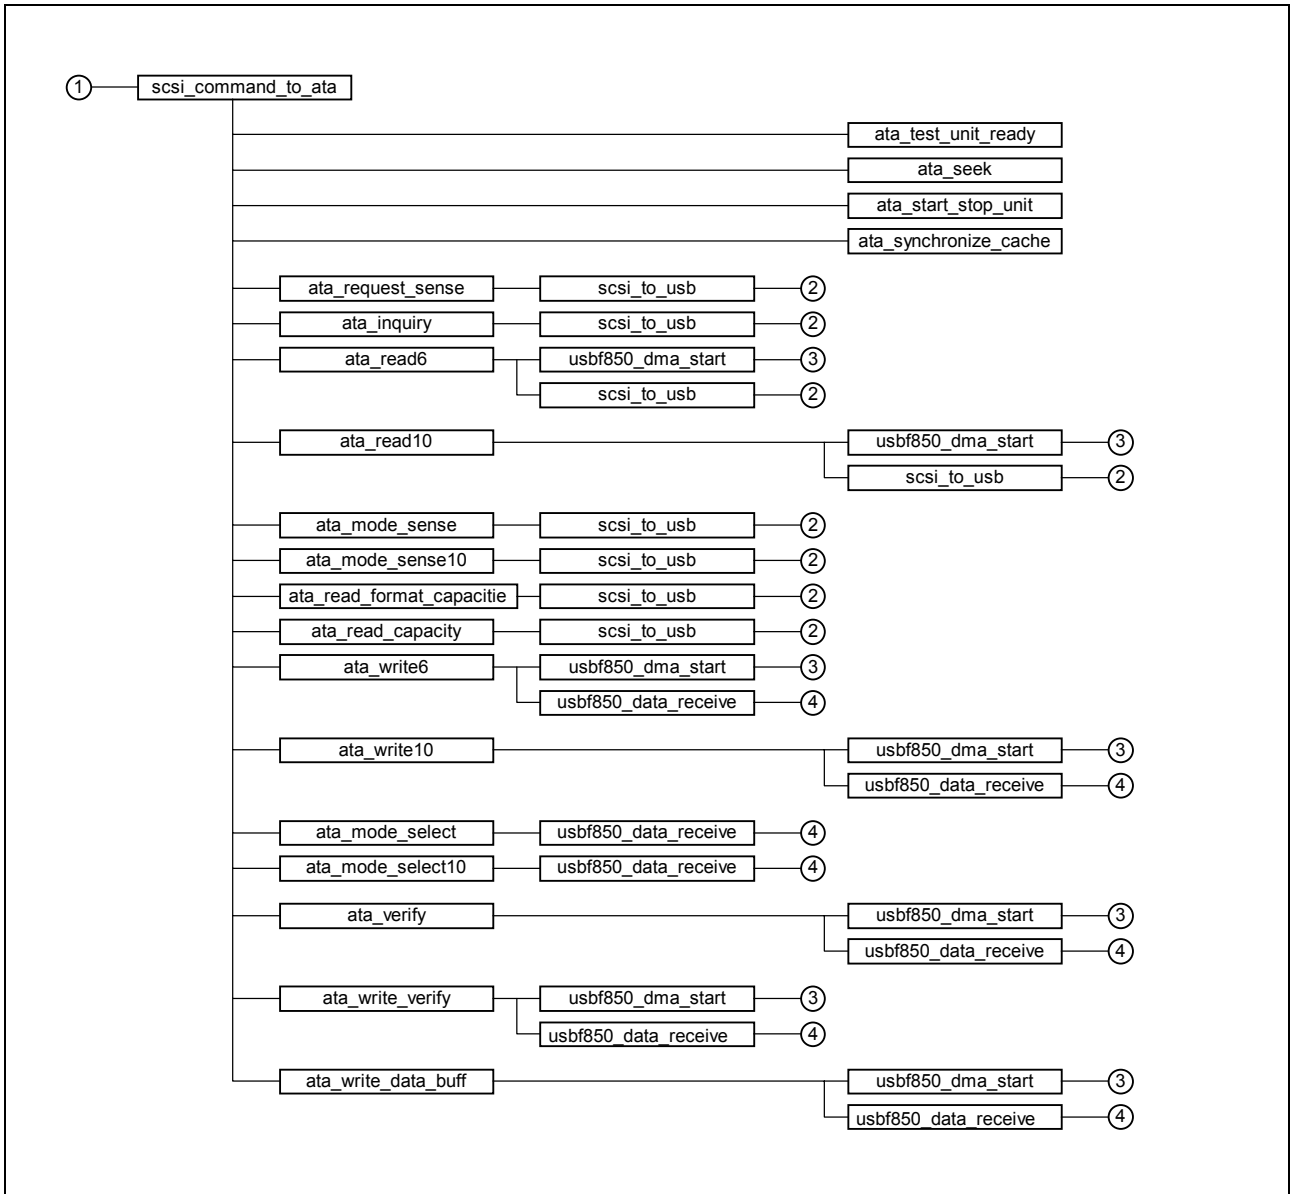 1 scsi_command_to_ata
ata_test_unit_ready
ata_seek
ata_start_stop_unit
ata_synchronize_cache
ata_request_sense scsi_to_usb 2
ata_inquiry scsi_to_usb 2
ata_read6 usbf850_dma_start 3
scsi_to_usb 2
ata_read10 usbf850_dma_start 3
scsi_to_usb 2
ata_mode_sense scsi_to_usb 2
ata_mode_sense10 scsi_to_usb 2
ata_read_format_capacitie scsi_to_usb 2
ata_read_capacity scsi_to_usb 2
ata_write6 usbf850_dma_start 3
usbf850_data_receive 4
ata_write10 usbf850_dma_start 3
usbf850_data_receive 4
ata_mode_select usbf850_data_receive 4
ata_mode_select10 usbf850_data_receive 4
ata_verify usbf850_dma_start 3
usbf850_data_receive 4
ata_write_verify usbf850_dma_start 3
usbf850_data_receive 4
ata_write_data_buff usbf850_dma_start 3
usbf850_data_receive 4